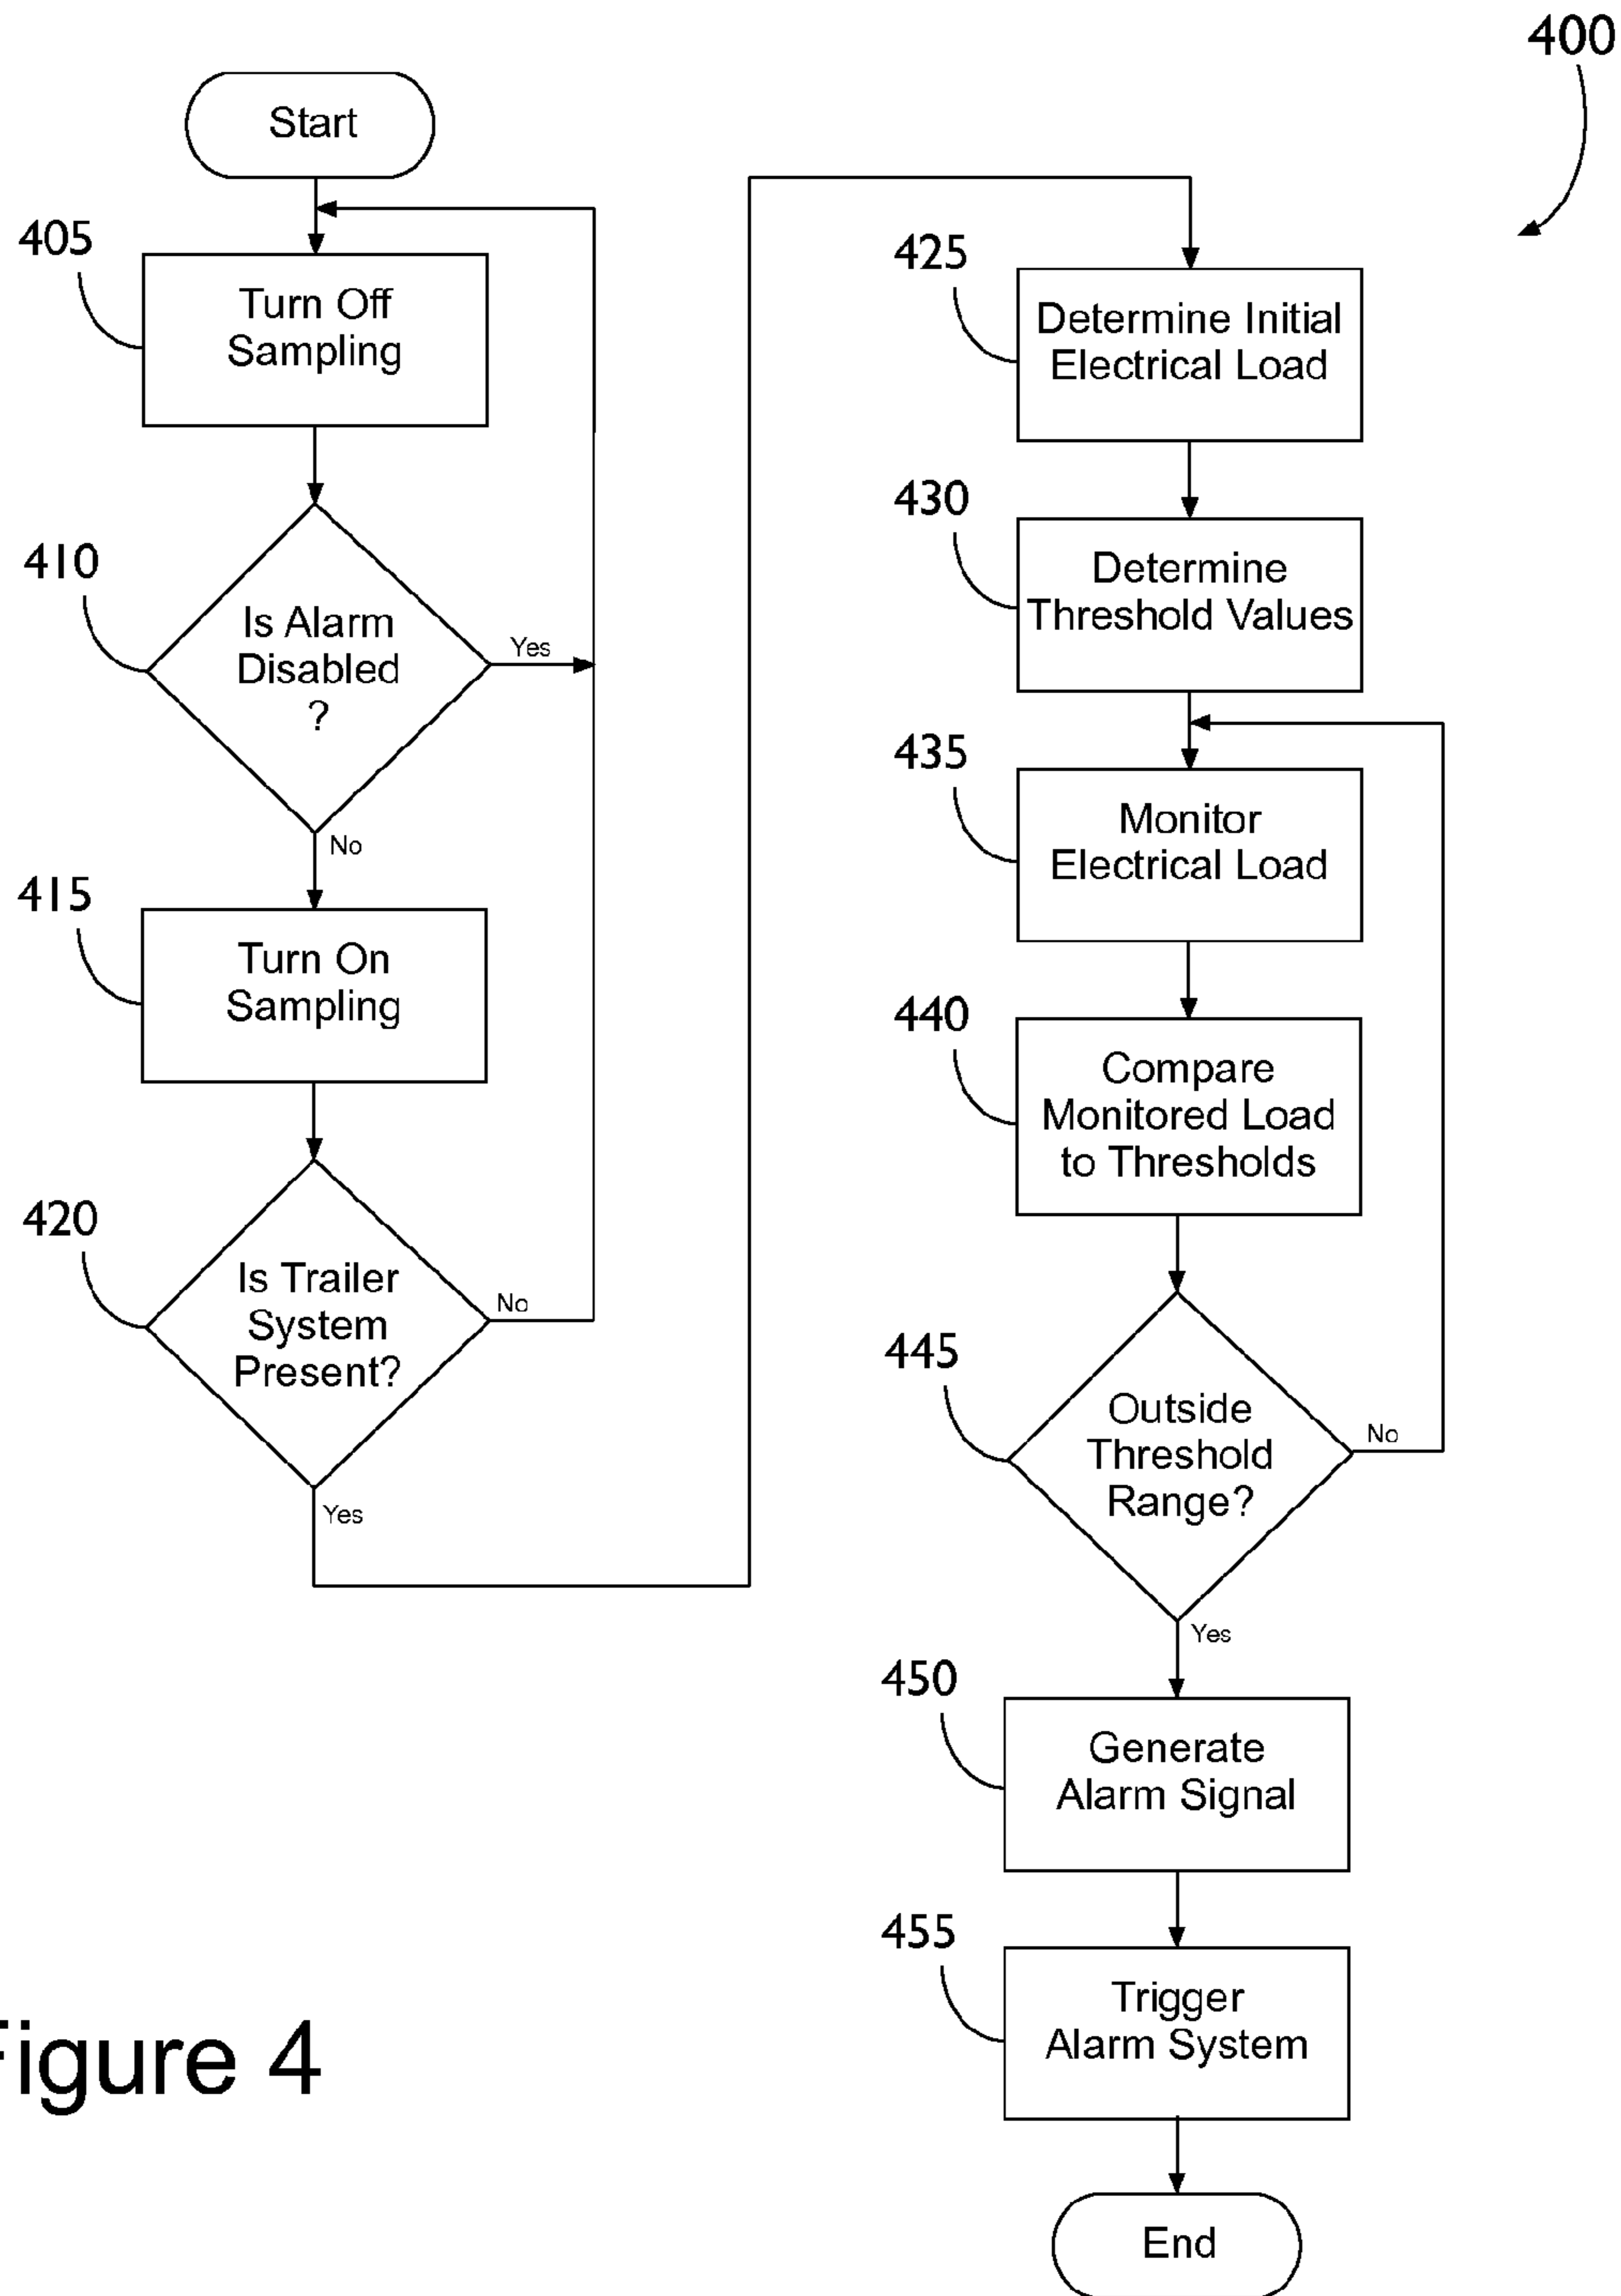 400
Start
405
Turn Off
Sampling
410
Is Alarm
Disabled
?
Yes
No
415
Turn On
Sampling
420
Is Trailer
System
Present?
No
Yes
425
Determine Initial
Electrical Load
430
Determine
Threshold Values
435
Monitor
Electrical Load
440
Compare
Monitored Load
to Thresholds
445
Outside
Threshold
Range?
No
Yes
450
Generate
Alarm Signal
455
Trigger
Alarm System
End
Figure 4